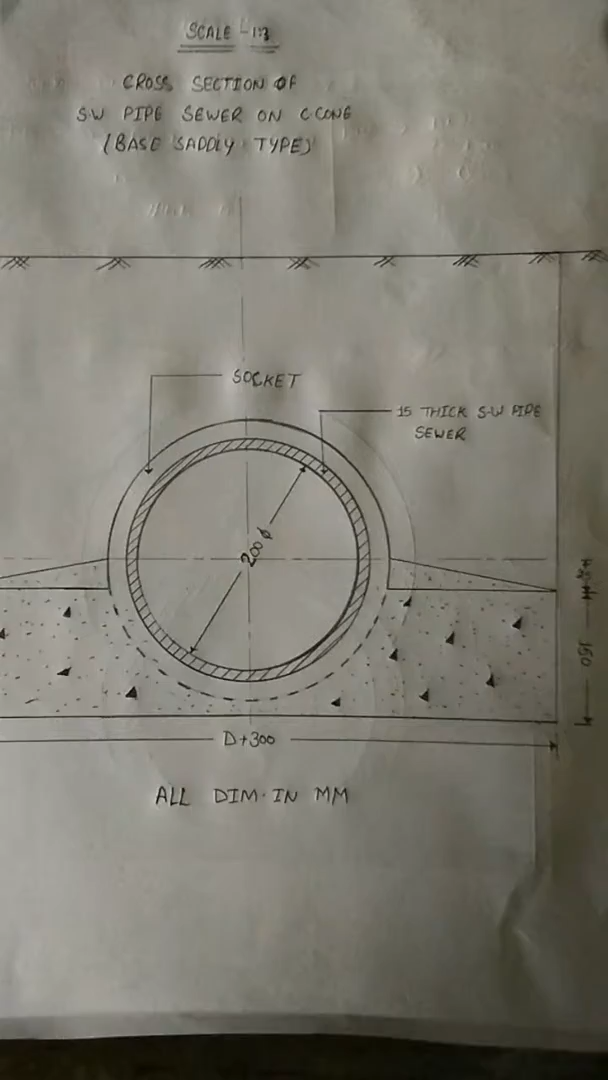 SCALE - 1:3
CROSS SECTION OF
S.W PIPE SEWER ON C.CONE
(BASE SADDLY TYPE)
SOCKET
15 THICK S.W PIPE
SEWER
200 φ
150
D+300
ALL DIM. IN MM